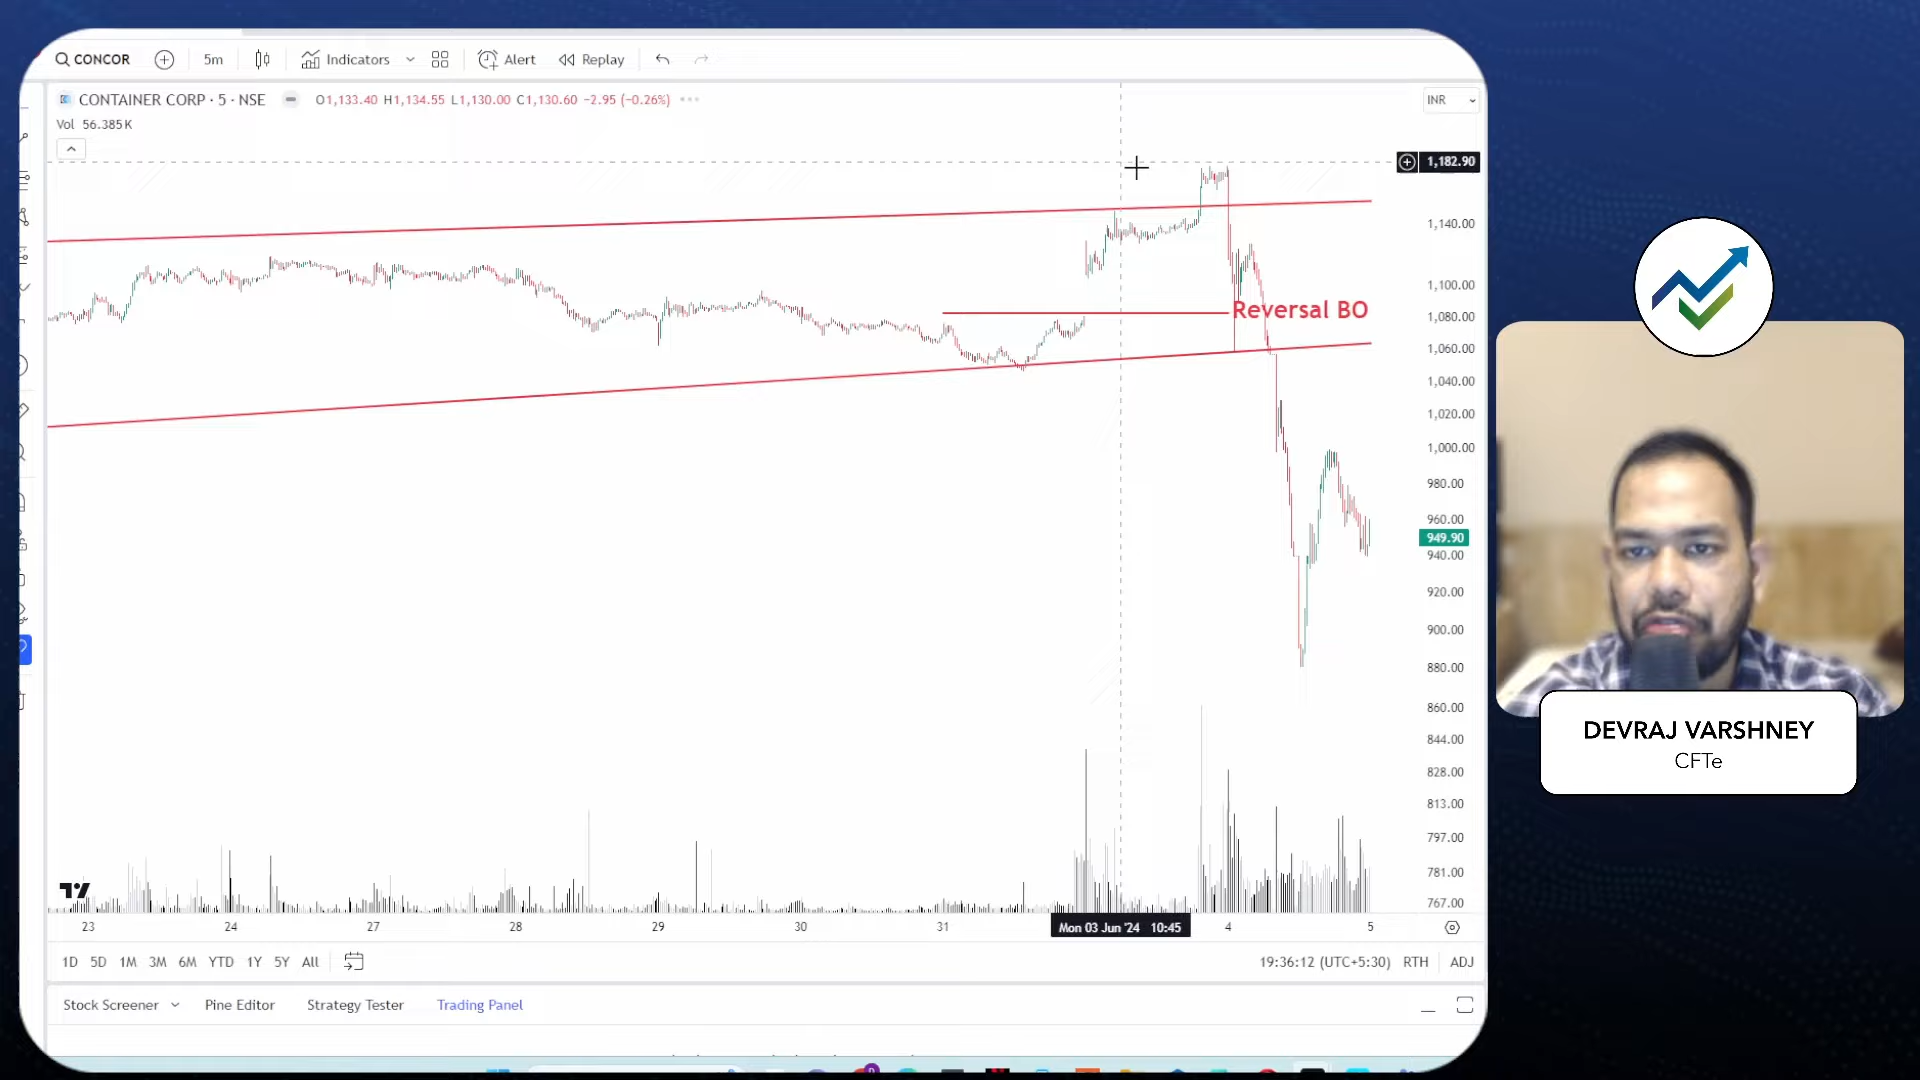 CONCOR 5m Indicators Alert Replay
CONTAINER CORP · 5 · NSE O1,133.40 H1,134.55 L1,130.00 C1,130.60 −2.95 (−0.26%) INR
Vol 56.385K
1,182.90
1,140.00
1,100.00
Reversal BO
1,080.00
1,060.00
1,040.00
1,020.00
1,000.00
980.00
960.00
949.90
940.00
920.00
900.00
880.00
860.00
844.00
828.00
813.00
797.00
781.00
767.00
23 24 27 28 29 30 31 Mon 03 Jun '24 10:45 4 5
1D 5D 1M 3M 6M YTD 1Y 5Y All 19:36:12 (UTC+5:30) RTH ADJ
Stock Screener Pine Editor Strategy Tester Trading Panel
DEVRAJ VARSHNEY
CFTe